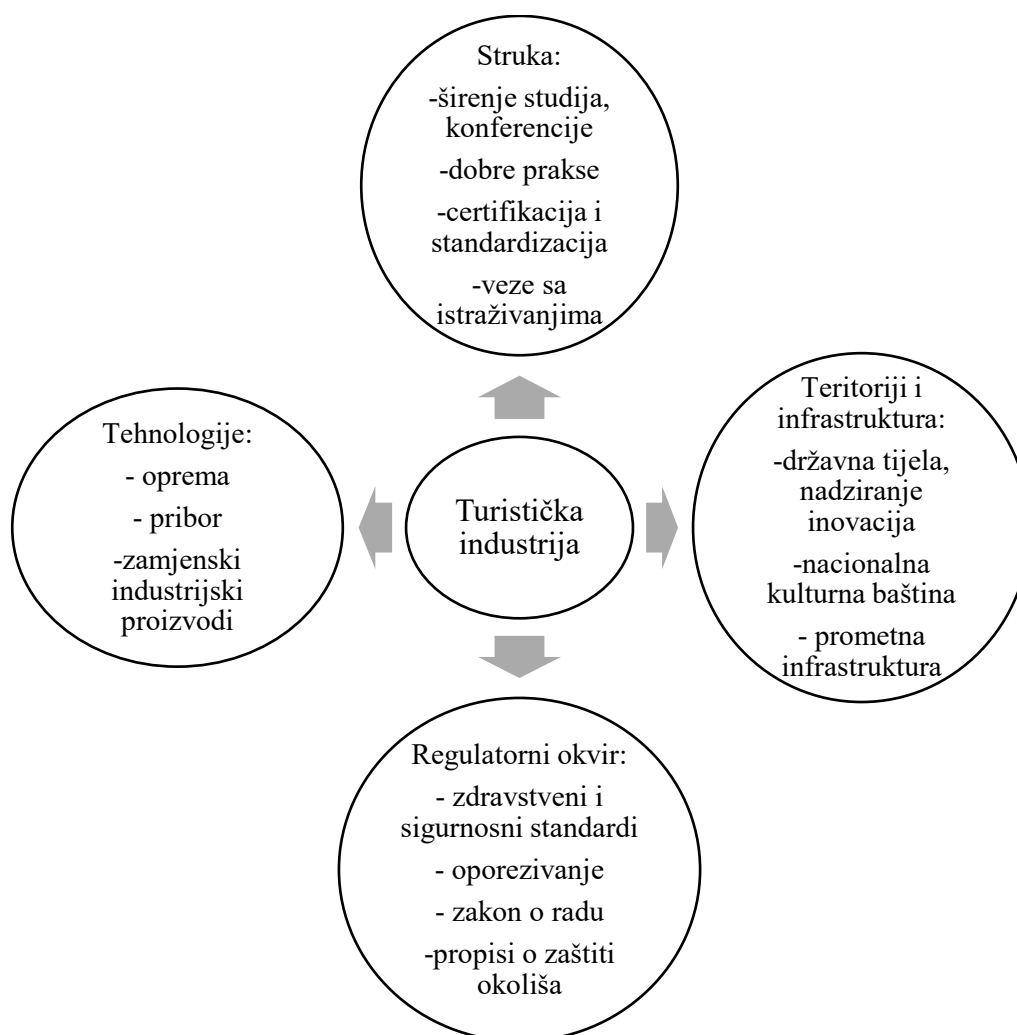 Struka:
-širenje studija,
konferencije
-dobre prakse
-certifikacija i
standardizacija
-veze sa
istraživanjima
Tehnologije:
- oprema
- pribor
-zamjenski
industrijski
proizvodi
Turistička
industrija
Teritoriji i
infrastruktura:
-državna tijela,
nadziranje
inovacija
-nacionalna
kulturna baština
- prometna
infrastruktura
Regulatorni okvir:
- zdravstveni i
sigurnosni standardi
- oporezivanje
- zakon o radu
-propisi o zaštiti
okoliša